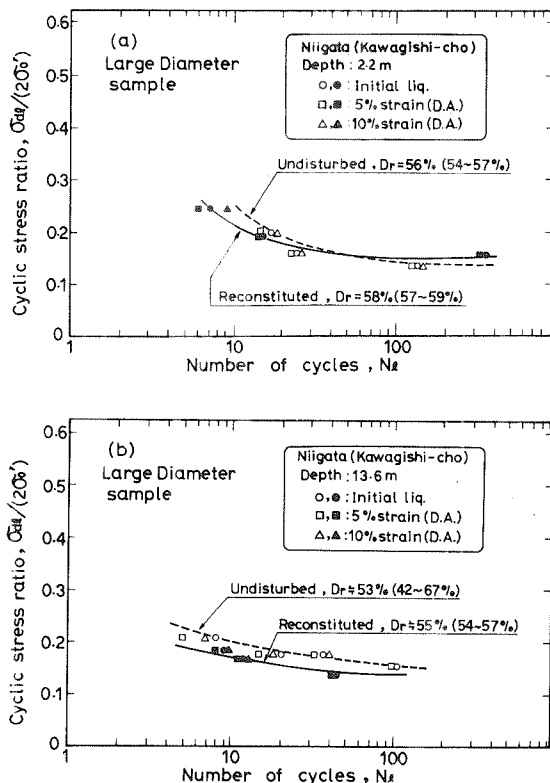 (a)
Large Diameter
sample
Niigata (Kawagishi-cho)
Depth : 2·2 m
○,●: Initial liq.
□,■: 5% strain (D.A.)
△,▲: 10% strain (D.A.)
Undisturbed , Dr=56% (54~57%)
Reconstituted , Dr=58% (57~59%)
Cyclic stress ratio, σdl/(2σo')
0.6
0.5
0.4
0.3
0.2
0.1
0
1
10
100
Number of cycles , Nℓ
(b)
Large Diameter
sample
Niigata (Kawagishi-cho)
Depth : 13·6 m
○,●: Initial liq.
□,■: 5% strain (D.A.)
△,▲: 10% strain (D.A.)
Undisturbed , Dr≒53% (42~67%)
Reconstituted , Dr≒55% (54~57%)
Cyclic stress ratio, σdl/(2σo')
0·6
0·5
0·4
0·3
0·2
0·1
0
1
10
100
Number of cycles , Nℓ